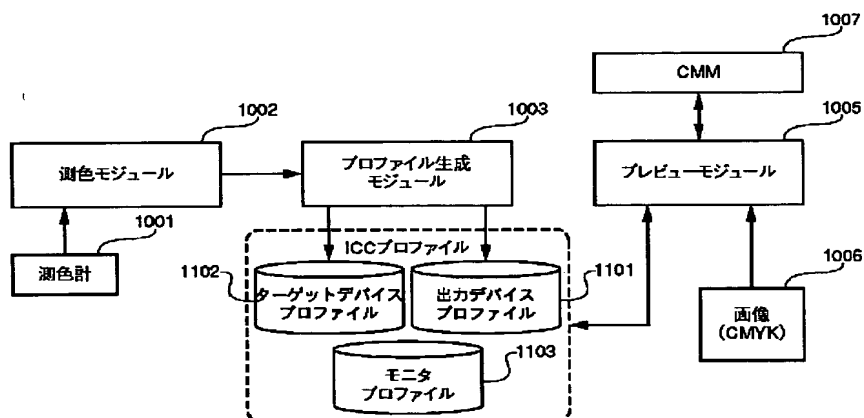 1007
CMM
1002
1003
1005
測色モジュール
プロファイル生成
モジュール
プレビューモジュール
1001
測色計
ICCプロファイル
1102
1101
ターゲットデバイス
プロファイル
出力デバイス
プロファイル
1006
画像
(CMYK)
1103
モニタ
プロファイル